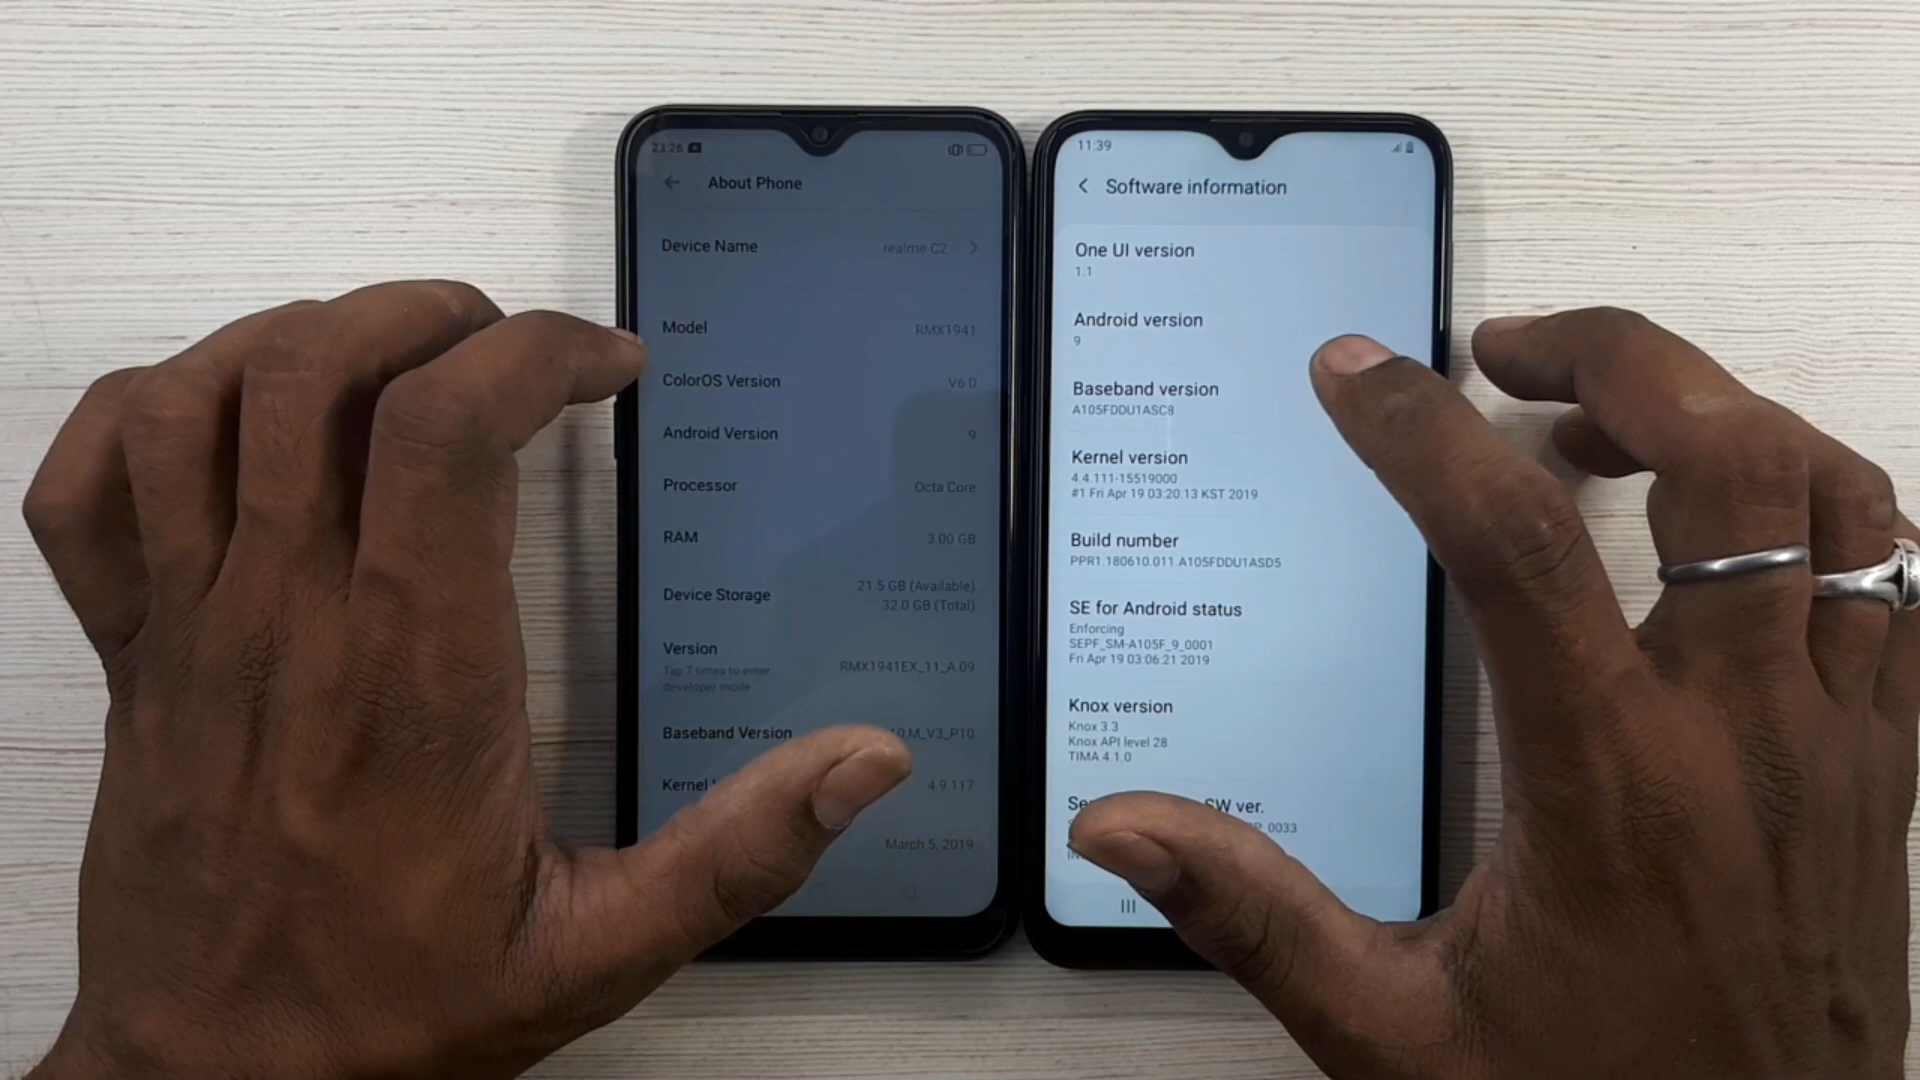 23:26
About Phone
Device Name
realme C2
Model
RMX1941
ColorOS Version
V6.0
Android Version
9
Processor
Octa Core
RAM
3.00 GB
Device Storage
21.5 GB (Available)
32.0 GB (Total)
Version
Tap 7 times to enter
developer mode
RMX1941EX_11_A.09
Baseband Version
M_V3_P10
Kernel
4.9.117
March 5, 2019
11:39
Software information
One UI version
1.1
Android version
9
Baseband version
A105FDDU1ASC8
Kernel version
4.4.111-15519000
#1 Fri Apr 19 03:20:13 KST 2019
Build number
PPR1.180610.011.A105FDDU1ASD5
SE for Android status
Enforcing
SEPF_SM-A105F_9_0001
Fri Apr 19 03:06:21 2019
Knox version
Knox 3.3
Knox API level 28
TIMA 4.1.0
SW ver.
0033